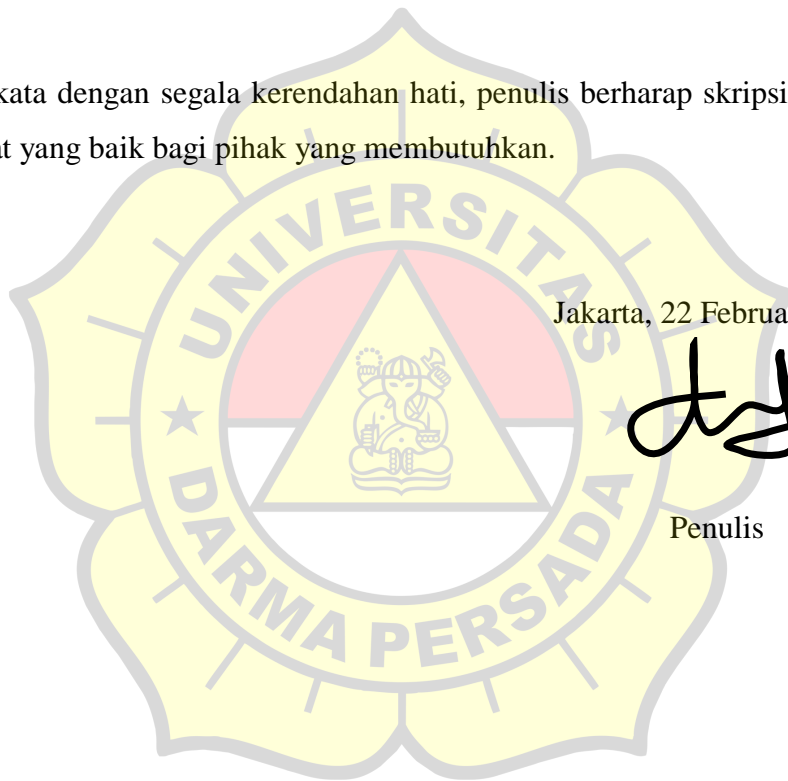 kata dengan segala kerendahan hati, penulis berharap skripsi
at yang baik bagi pihak yang membutuhkan.
UNIVERSITAS
Jakarta, 22 Februa
DARMA PERSADA
Penulis